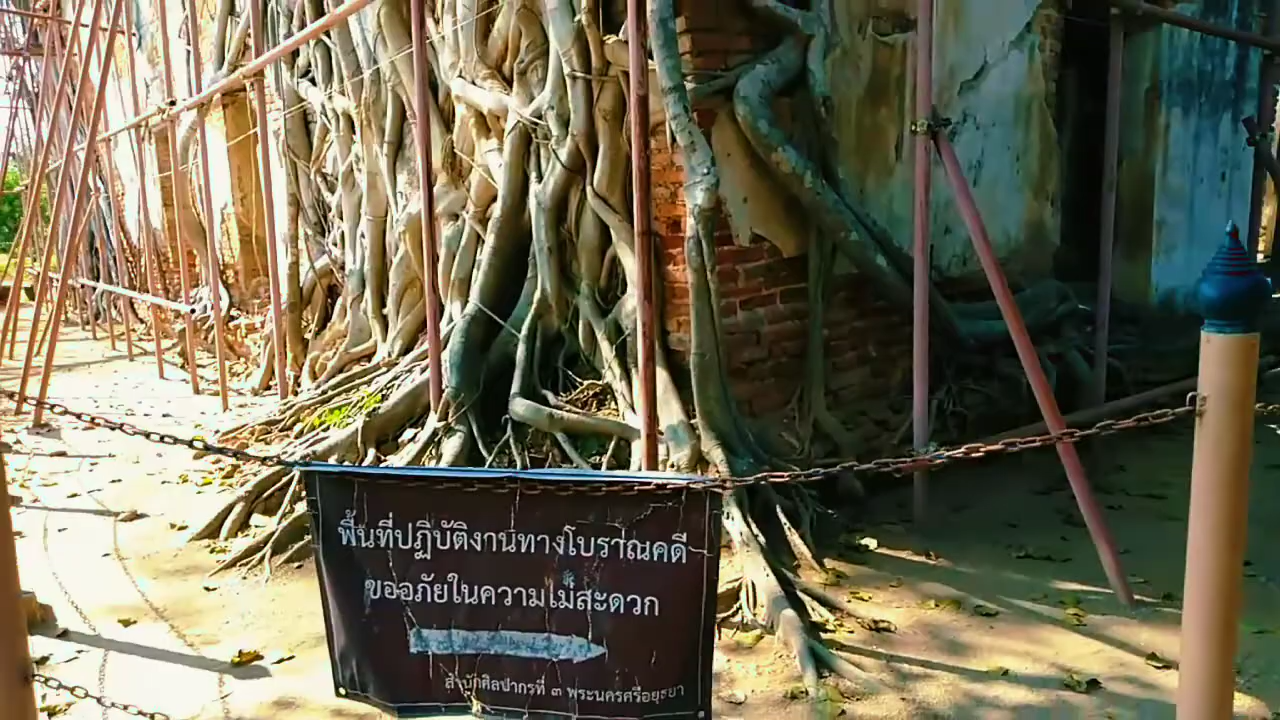 พื้นที่ปฏิบัติงานทางโบราณคดี
ขออภัยในความไม่สะดวก
สำนักศิลปากรที่ ๓ พระนครศรีอยุธยา